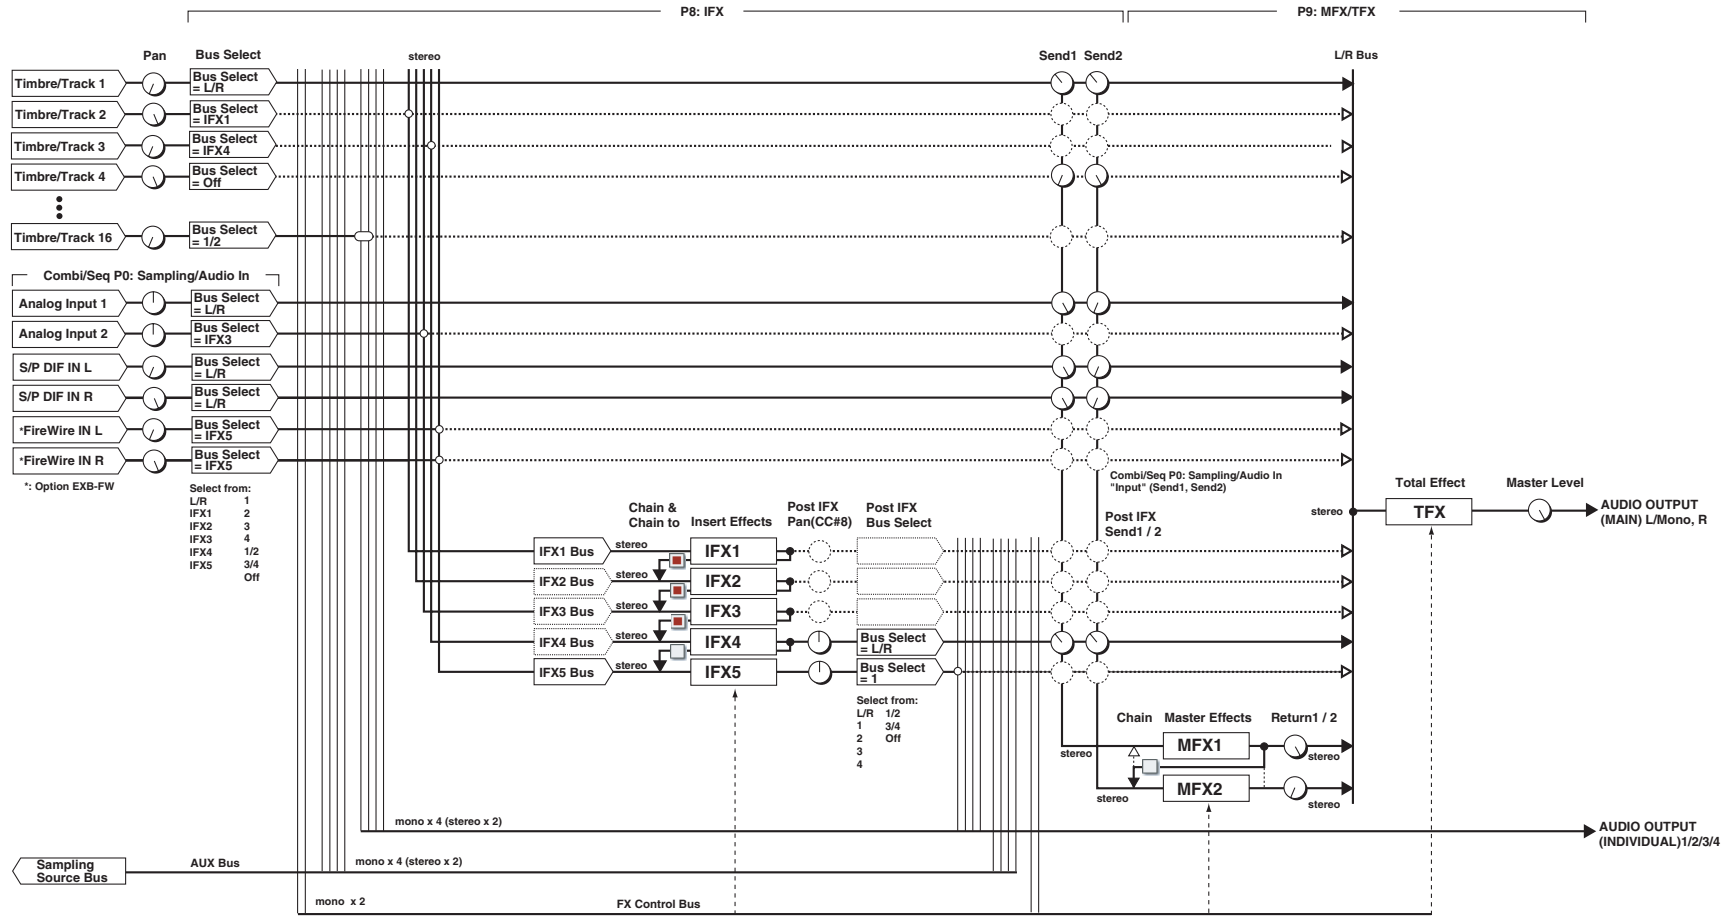 P8: IFX
P9: MFX/TFX
Pan
Bus Select
stereo
Send1 Send2
L/R Bus
Timbre/Track 1
Bus Select
= L/R
Timbre/Track 2
Bus Select
= IFX1
Timbre/Track 3
Bus Select
= IFX4
Timbre/Track 4
Bus Select
= Off
Timbre/Track 16
Bus Select
= 1/2
Combi/Seq P0: Sampling/Audio In
Analog Input 1
Bus Select
= L/R
Analog Input 2
Bus Select
= IFX3
S/P DIF IN L
Bus Select
= L/R
S/P DIF IN R
Bus Select
= L/R
*FireWire IN L
Bus Select
= IFX5
*FireWire IN R
Bus Select
= IFX5
*: Option EXB-FW
Select from:
L/R 1
IFX1 2
IFX2 3
IFX3 4
IFX4 1/2
IFX5 3/4
Off
Combi/Seq P0: Sampling/Audio In
"Input" (Send1, Send2)
Chain &
Chain to
Insert Effects
Post IFX
Pan(CC#8)
Post IFX
Bus Select
Post IFX
Send1 / 2
stereo
Total Effect
TFX
Master Level
AUDIO OUTPUT
(MAIN) L/Mono, R
IFX1 Bus
stereo
IFX1
IFX2 Bus
stereo
IFX2
IFX3 Bus
stereo
IFX3
IFX4 Bus
stereo
IFX4
Bus Select
= L/R
IFX5 Bus
stereo
IFX5
Bus Select
= 1
Select from:
L/R 1/2
1 3/4
2 Off
3
4
Chain
Master Effects
Return1 / 2
stereo
MFX1
stereo
stereo
MFX2
stereo
mono x 4 (stereo x 2)
AUDIO OUTPUT
(INDIVIDUAL)1/2/3/4
Sampling
Source Bus
AUX Bus
mono x 4 (stereo x 2)
mono x 2
FX Control Bus